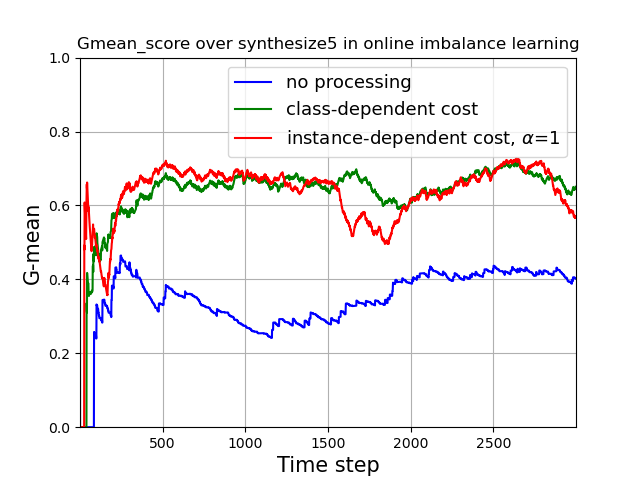 Gmean_score over synthesize5 in online imbalance learning
no processing
class-dependent cost
instance-dependent cost, α=1
G-mean
1.0
0.8
0.6
0.4
0.2
0.0
500
1000
1500
2000
2500
Time step